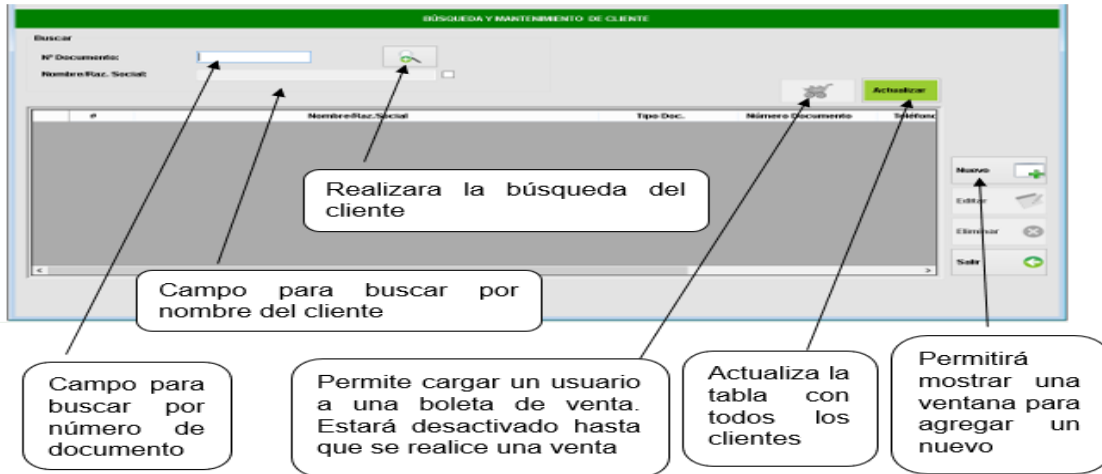 BÚSQUEDA Y MANTENIMIENTO DE CLIENTE
Buscar
Nº Documento:
Nombre/Raz. Social:
Actualizar
# Nombre/Raz.Social Tipo Doc. Número Documento Teléfono
Nuevo
Editar
Eliminar
Salir
Realizara la búsqueda del
cliente
Campo para buscar por
nombre del cliente
Campo para
buscar por
número de
documento
Permite cargar un usuario
a una boleta de venta.
Estará desactivado hasta
que se realice una venta
Actualiza la
tabla con
todos los
clientes
Permitirá
mostrar una
ventana para
agregar un
nuevo